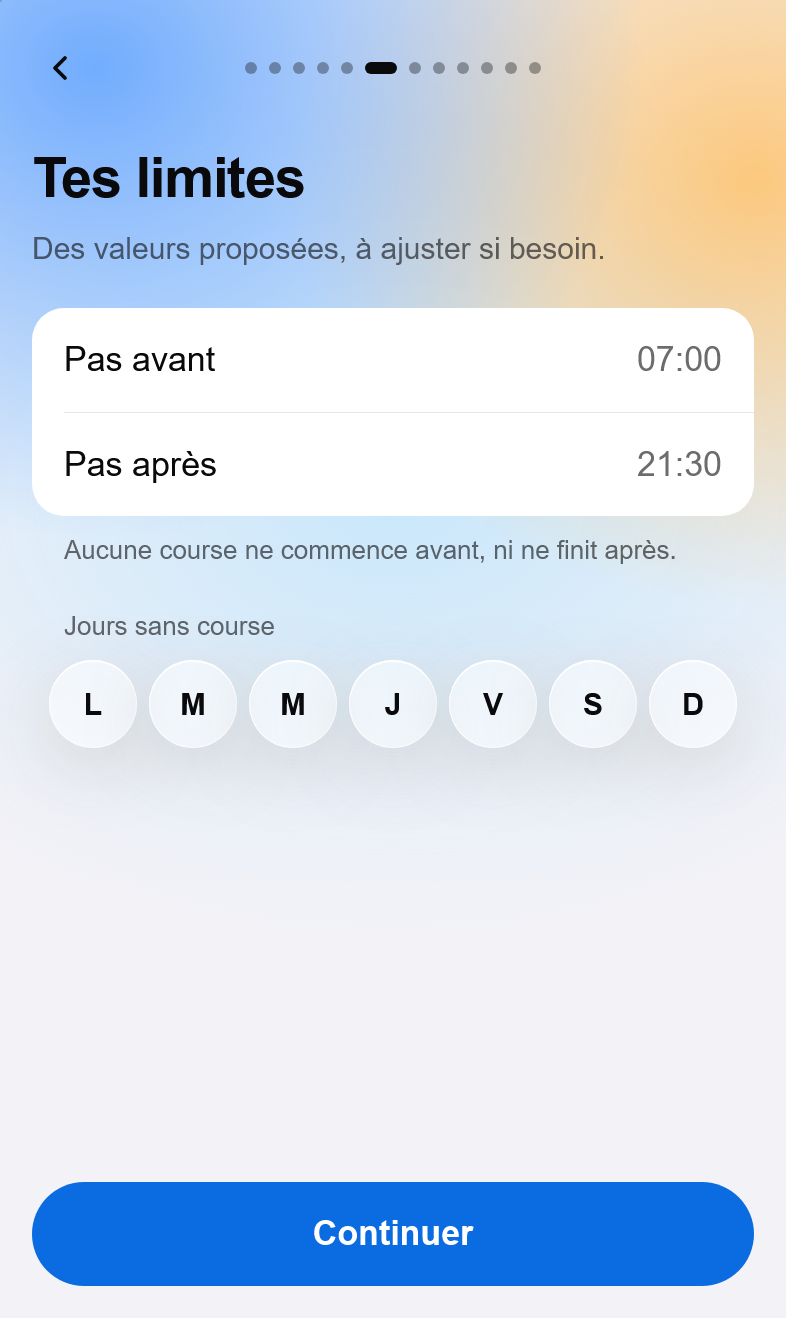 Tes limites
Des valeurs proposées, à ajuster si besoin.
Pas avant 07:00
Pas après 21:30
Aucune course ne commence avant, ni ne finit après.
Jours sans course
L M M J V S D
Continuer